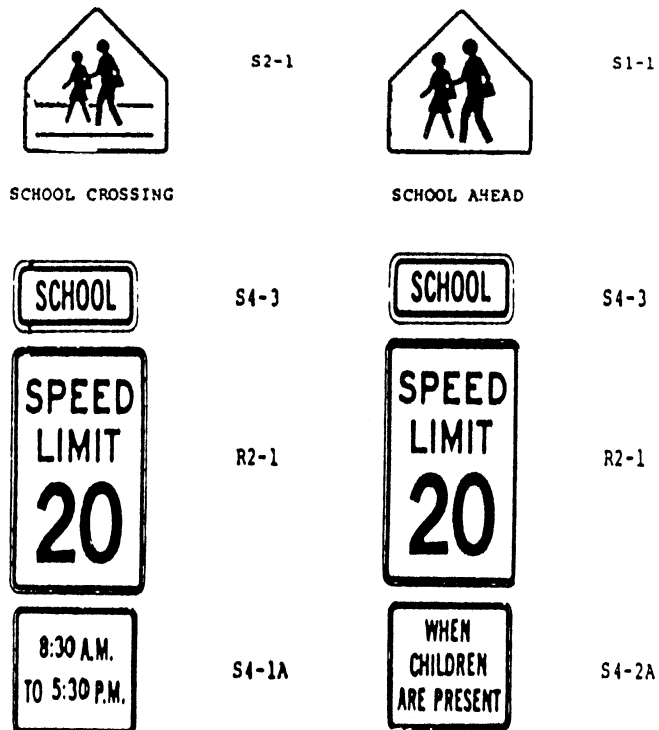 S2-1
S1-1
SCHOOL CROSSING
SCHOOL AHEAD
SCHOOL
S4-3
SCHOOL
S4-3
SPEED
LIMIT
20
R2-1
SPEED
LIMIT
20
R2-1
8:30 A.M.
TO 5:30 P.M.
S4-1A
WHEN
CHILDREN
ARE PRESENT
S4-2A